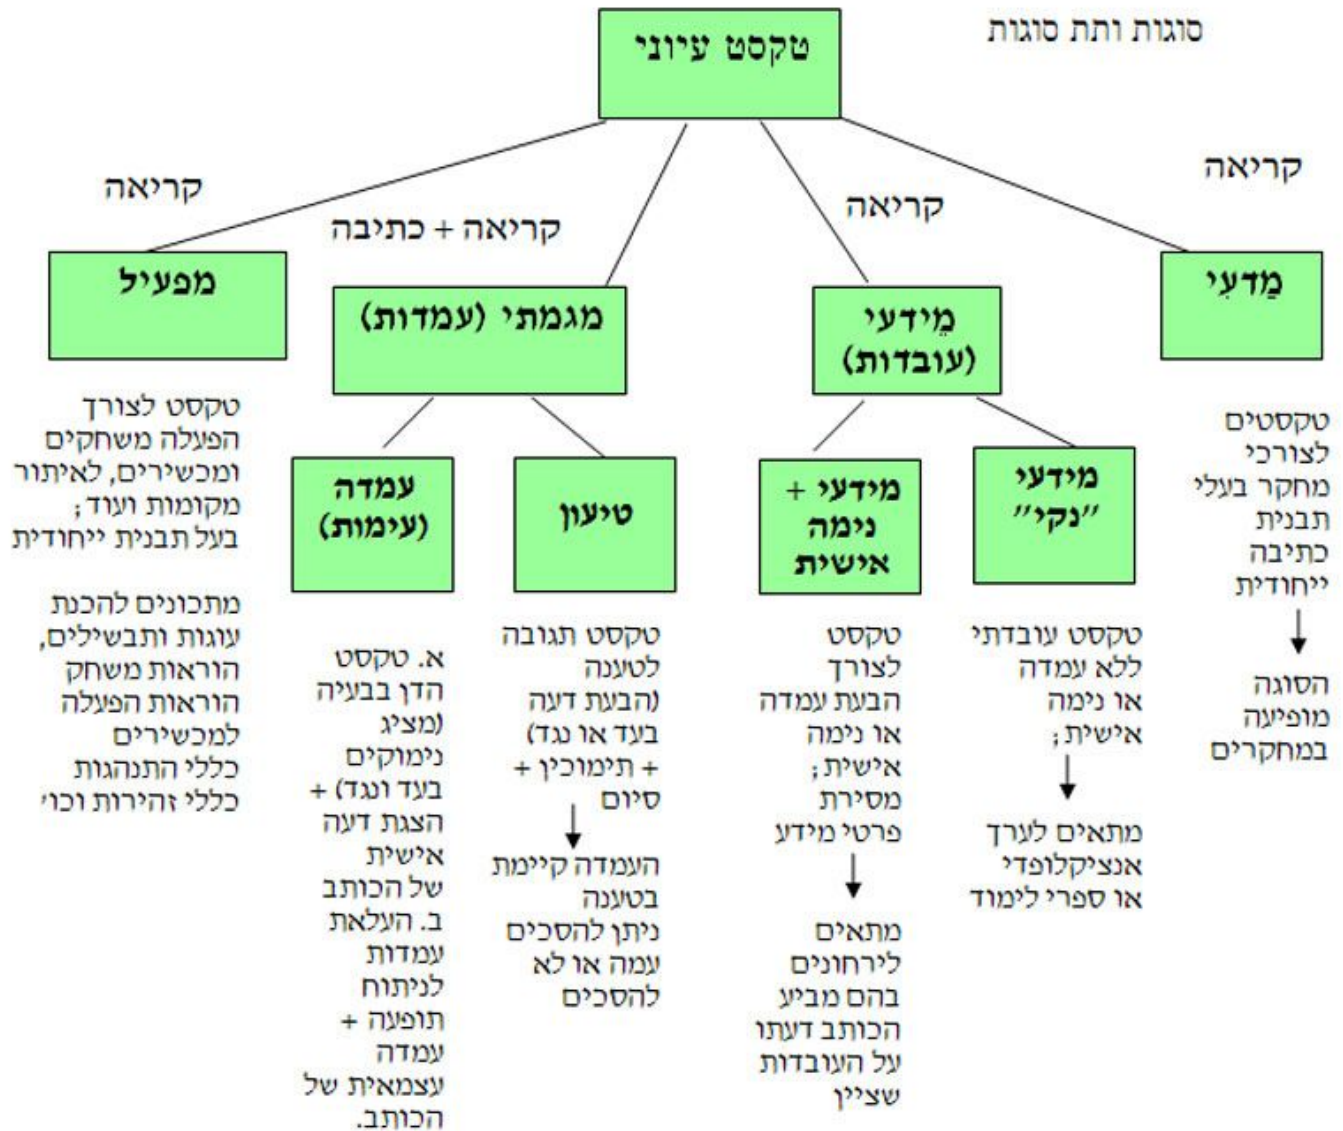 סוגות ותת סוגות
טקסט עיוני
קריאה
קריאה
קריאה + כתיבה
קריאה
מַדעִי
טקסטים
לצורכי
מחקר בעלי
תבנית
כתיבה
ייחודית
הסוגה
מופיעה
במחקרים
מֵידעי
(עובדות)
מידעי
"נקי"
טקסט עובדתי
ללא עמדה
או נימה
אישית;
מתאים לערך
אנציקלופדי
או ספרי לימוד
מידעי +
נימה
אישית
טקסט
לצורך
הבעת עמדה
או נימה
אישית;
מסירת
פרטי מידע
מתאים
לירחונים
בהם מביע
הכותב דעתו
על העובדות
שציין
מגמתי (עמדות)
טיעון
טקסט תגובה
לטענה
(הבעת דעה
בעד או נגד)
+ תימוכין +
סיום
העמדה קיימת
בטענה
ניתן להסכים
עמה או לא
להסכים
עמדה
(עימות)
א. טקסט
הדן בבעיה
(מציג
נימוקים
בעד ונגד) +
הצגת דעה
אישית
של הכותב
ב. העלאת
עמדות
לניתוח
תופעה +
עמדה
עצמאית של
הכותב.
מפעיל
טקסט לצורך
הפעלה משחקים
ומכשירים, לאיתור
מקומות ועוד;
בעל תבנית ייחודית
מתכונים להכנת
עוגות ותבשילים,
הוראות משחק
הוראות הפעלה
למכשירים
כללי התנהגות
כללי זהירות וכו'